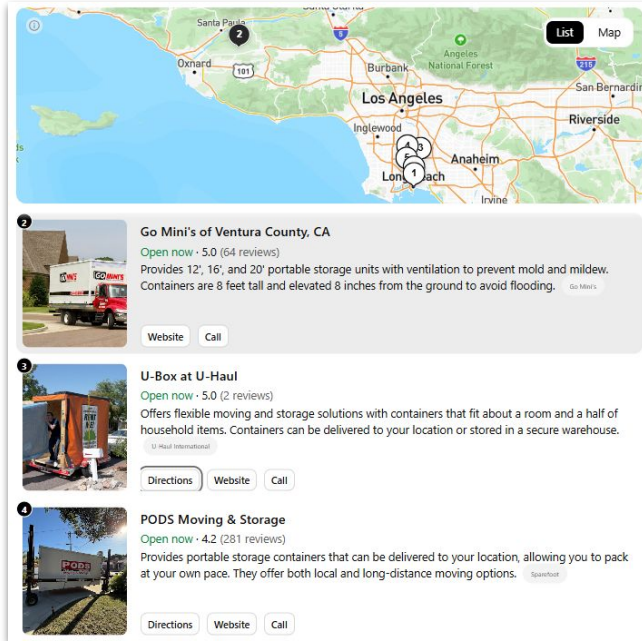 Santa Paula
2
5
List
Map
Oxnard
101
Angeles
National Forest
Burbank
215
San Bernardin
Los Angeles
Riverside
Inglewood
4
3
5
Anaheim
1
Long Beach
Irvine
2
Go Mini's of Ventura County, CA
Open now · 5.0 (64 reviews)
Provides 12', 16', and 20' portable storage units with ventilation to prevent mold and mildew.
Containers are 8 feet tall and elevated 8 inches from the ground to avoid flooding. Go Mini's
GO MINI'S
Website Call
3
U-Box at U-Haul
Open now · 5.0 (2 reviews)
Offers flexible moving and storage solutions with containers that fit about a room and a half of
household items. Containers can be delivered to your location or stored in a secure warehouse.
U-Haul International
RENT
ME!
Directions Website Call
4
PODS Moving & Storage
Open now · 4.2 (281 reviews)
Provides portable storage containers that can be delivered to your location, allowing you to pack
at your own pace. They offer both local and long-distance moving options. Sparefoot
PODS
Directions Website Call